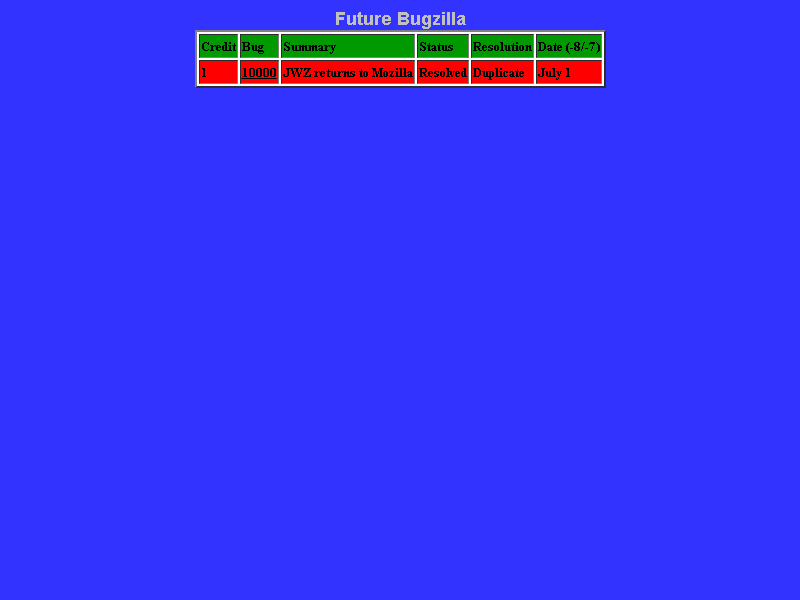 Future Bugzilla
Credit Bug Summary Status Resolution Date (-8/-7)
1 10000 JWZ returns to Mozilla Resolved Duplicate July 1